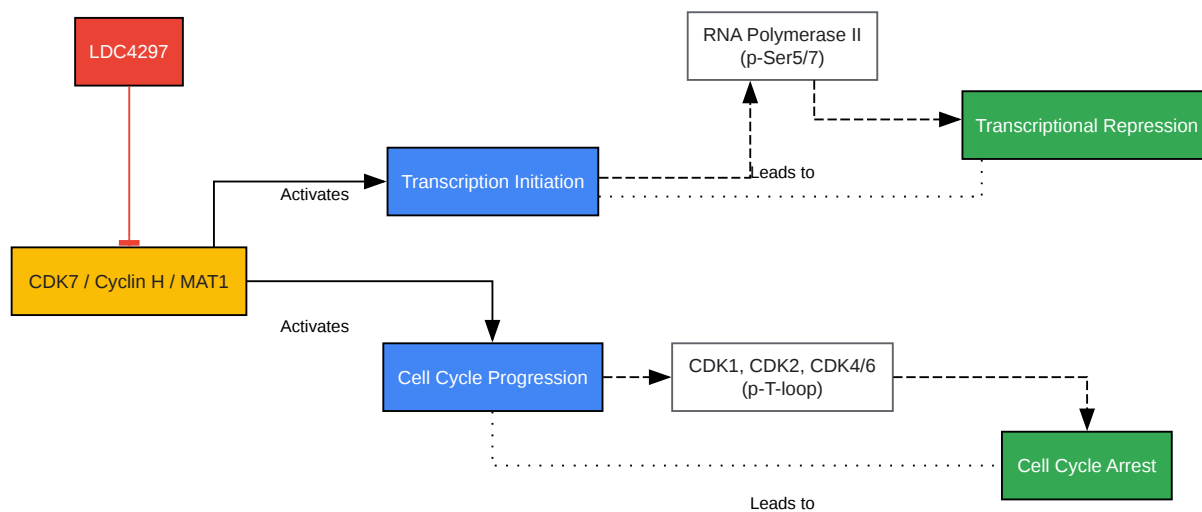 LDC4297
RNA Polymerase II
(p-Ser5/7)
Transcriptional Repression
Leads to
Transcription Initiation
Activates
CDK7 / Cyclin H / MAT1
Activates
Cell Cycle Progression
CDK1, CDK2, CDK4/6
(p-T-loop)
Cell Cycle Arrest
Leads to